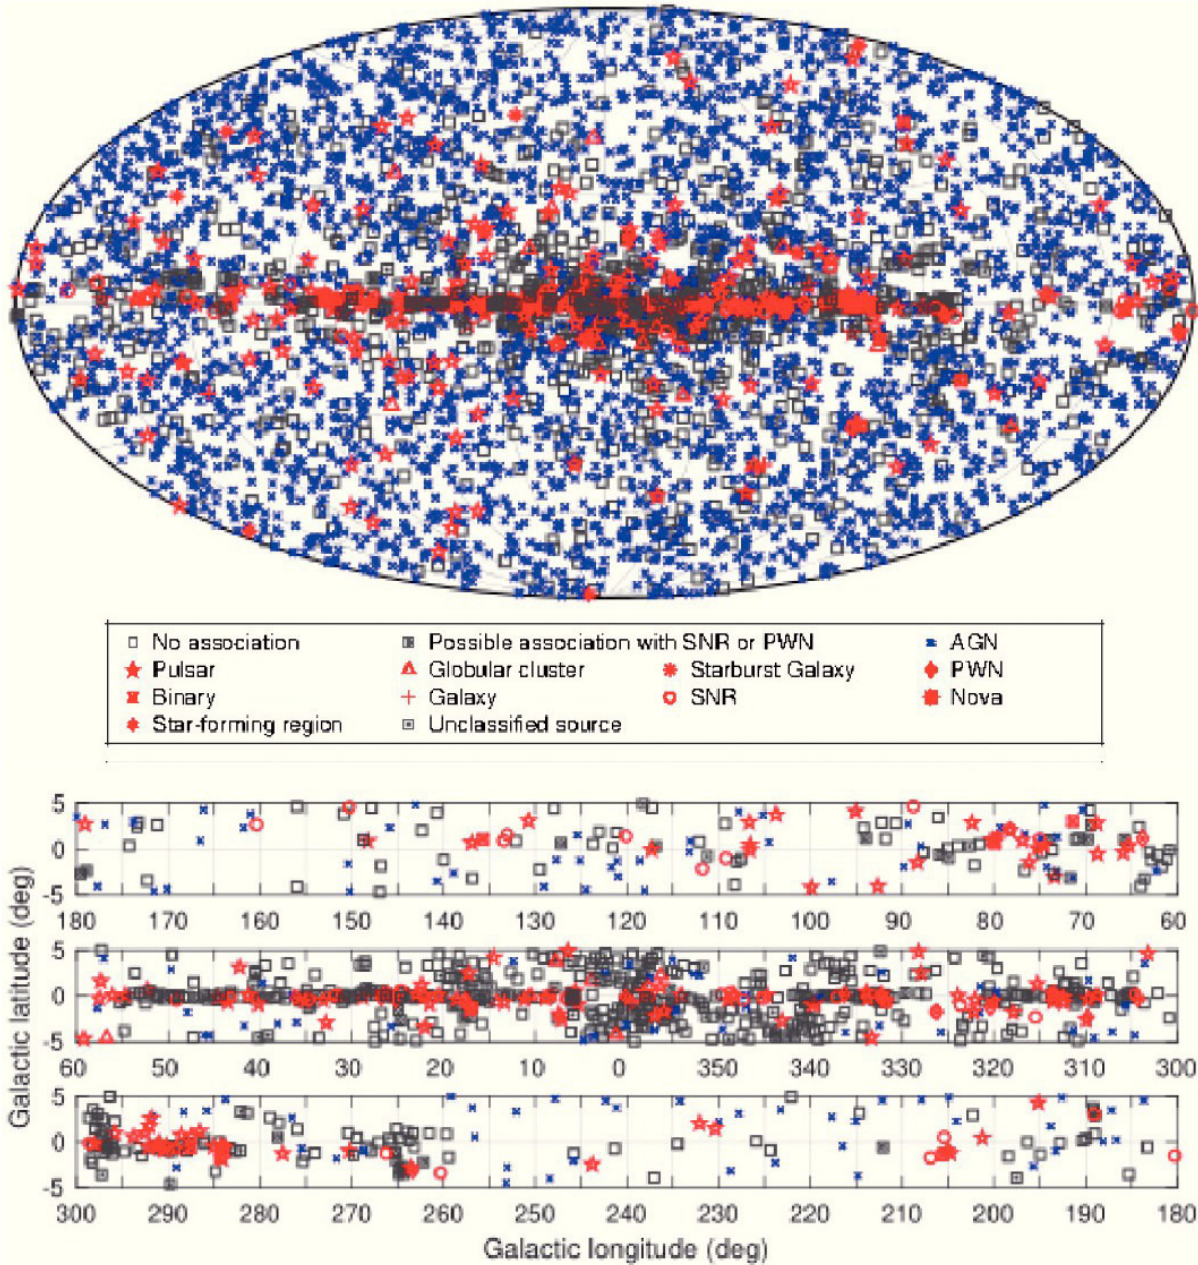 No association Possible association with SNR or PWN AGN
Pulsar Globular cluster Starburst Galaxy PWN
Binary Galaxy SNR Nova
Star-forming region Unclassified source
Galactic latitude (deg)
5
0
-5
180 170 160 150 140 130 120 110 100 90 80 70 60
5
0
-5
60 50 40 30 20 10 0 350 340 330 320 310 300
5
0
-5
300 290 280 270 260 250 240 230 220 210 200 190 180
Galactic longitude (deg)